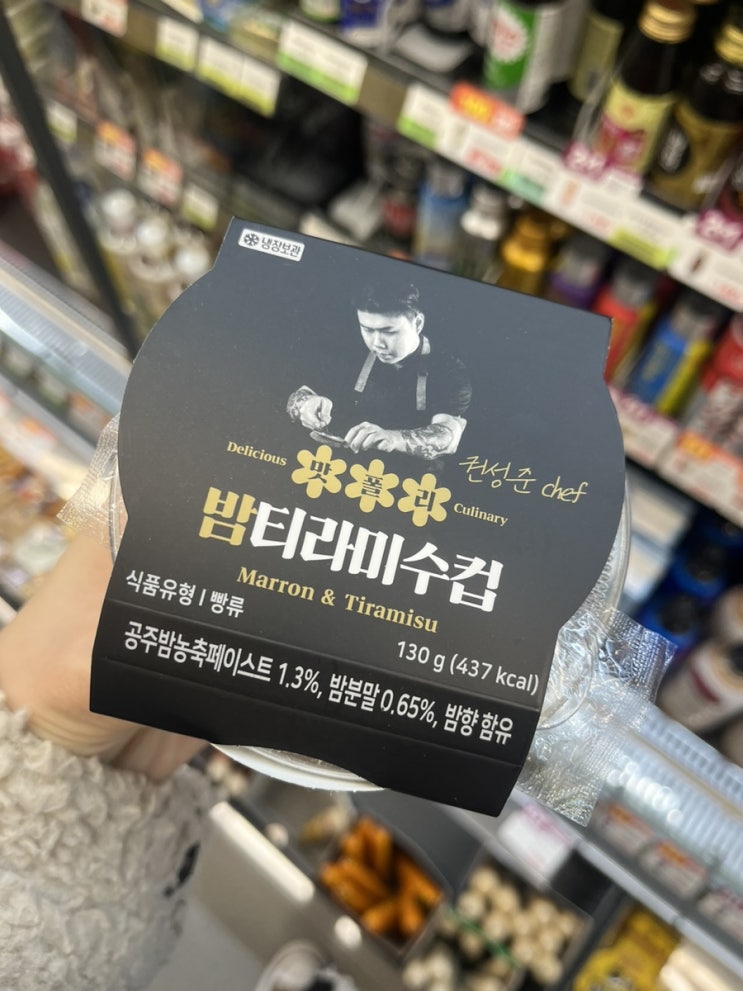 냉장보관
Delicious 맛폴리 Culinary
권성준 chef
밤티라미수컵
Marron & Tiramisu
식품유형 | 빵류
130 g (437 kcal)
공주밤농축페이스트 1.3%, 밤분말 0.65%, 밤향 함유